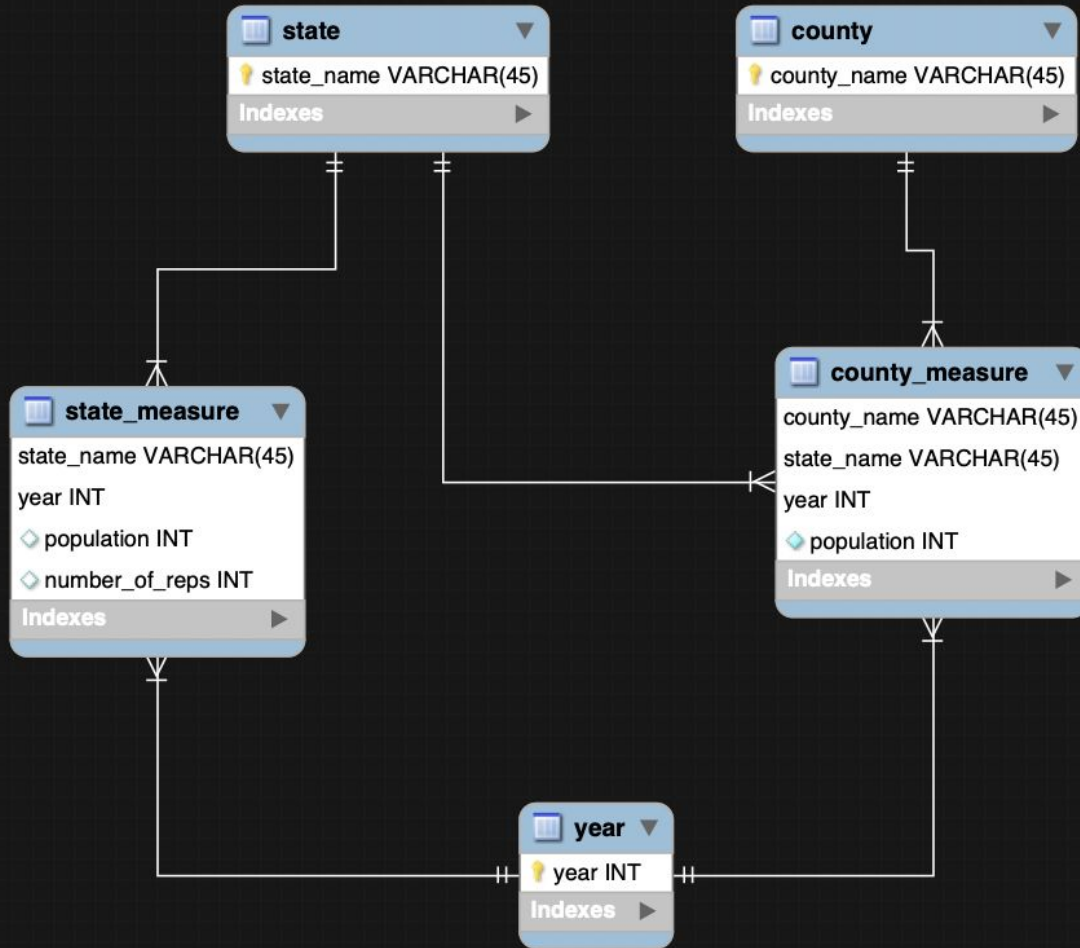 state
state_name VARCHAR(45)
Indexes
county
county_name VARCHAR(45)
Indexes
state_measure
state_name VARCHAR(45)
year INT
population INT
number_of_reps INT
Indexes
county_measure
county_name VARCHAR(45)
state_name VARCHAR(45)
year INT
population INT
Indexes
year
year INT
Indexes